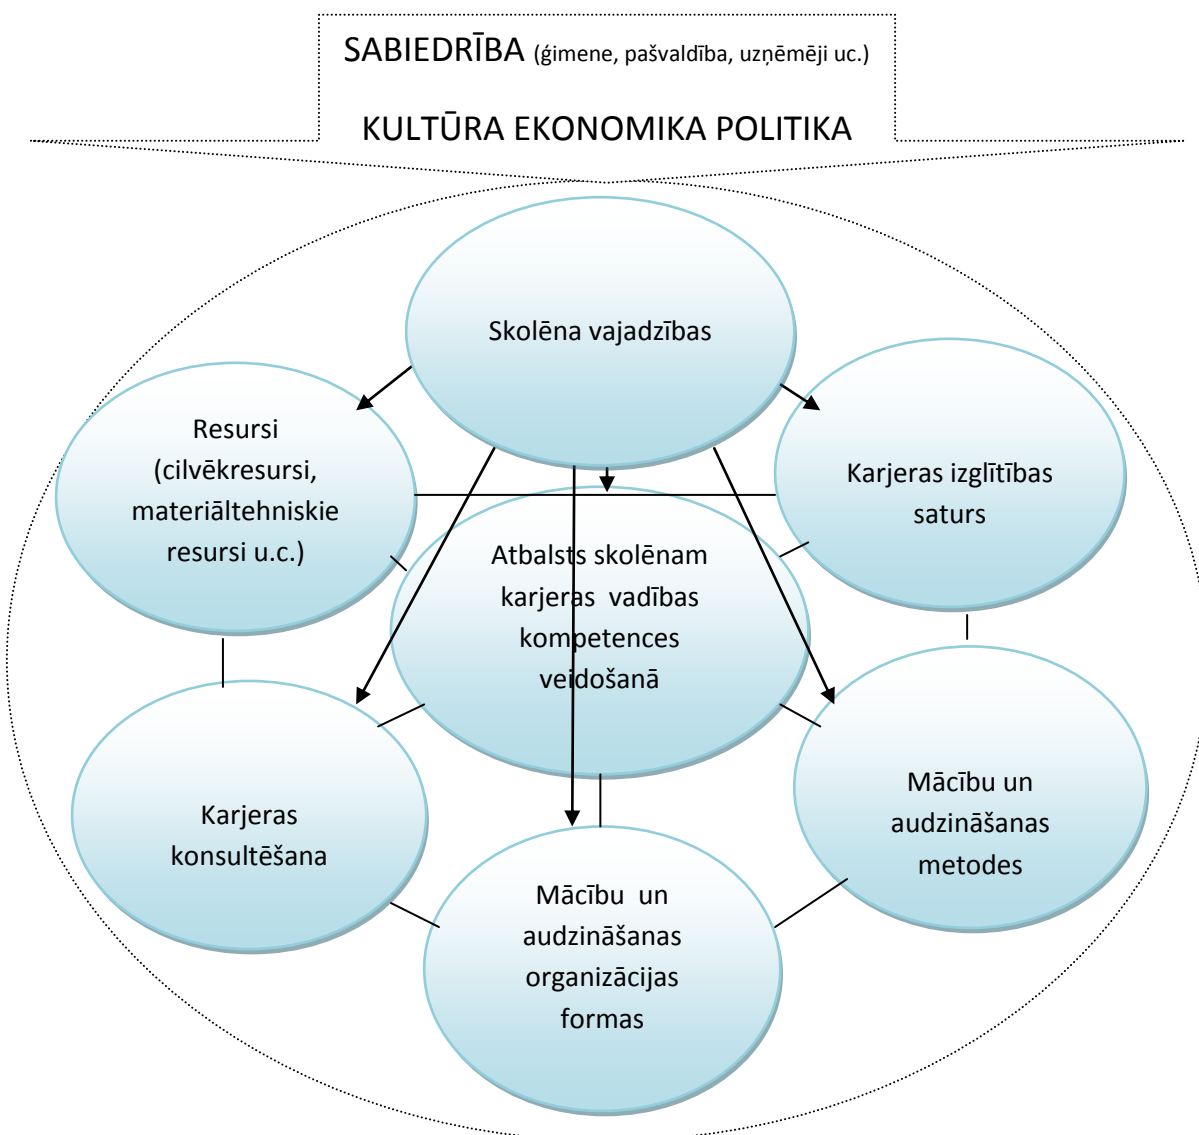 SABIEDRĪBA (ģimene, pašvaldība, uzņēmēji uc.)
KULTŪRA EKONOMIKA POLITIKA
Skolēna vajadzības
Resursi
(cilvēkresursi,
materiāltehniskie
resursi u.c.)
Karjeras izglītības
saturs
Atbalsts skolēnam
karjeras vadības
kompetences
veidošanā
Karjeras
konsultēšana
Mācību un
audzināšanas
metodes
Mācību un
audzināšanas
organizācijas
formas